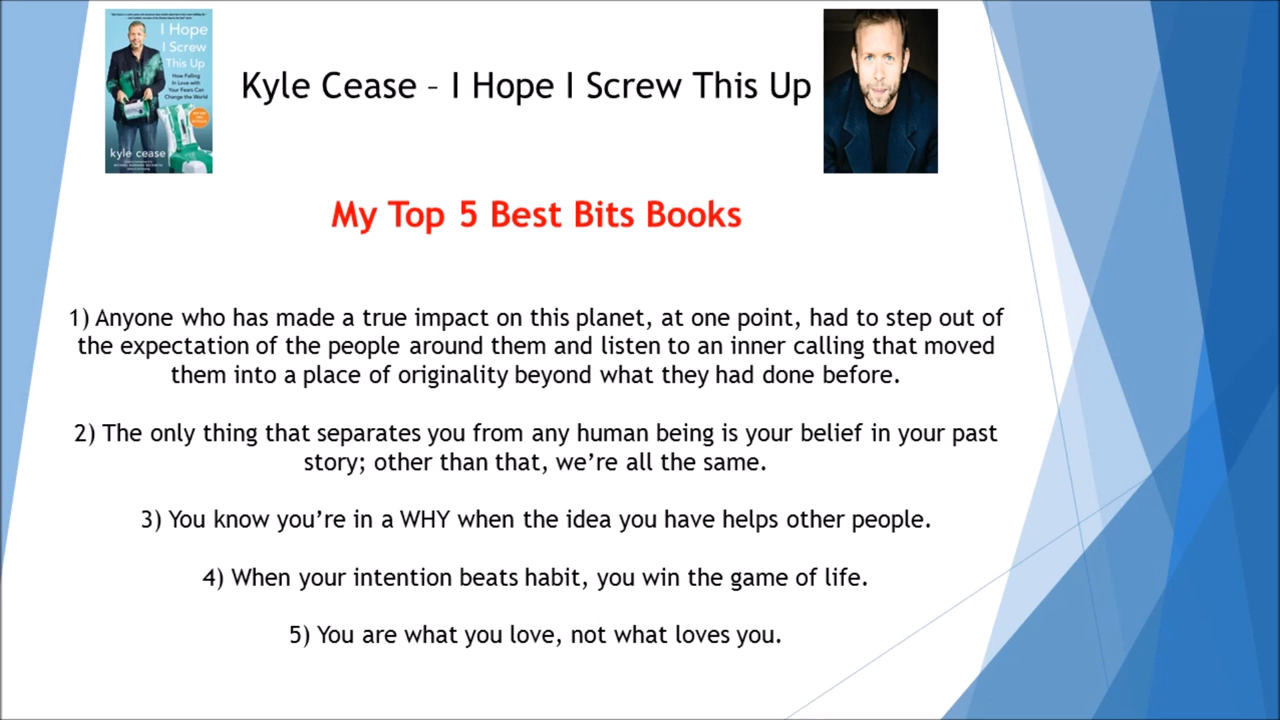 I Hope
I Screw
This Up
How Falling
In Love with
Your Fears Can
Change the World
kyle cease
Kyle Cease – I Hope I Screw This Up
My Top 5 Best Bits Books
1) Anyone who has made a true impact on this planet, at one point, had to step out of
the expectation of the people around them and listen to an inner calling that moved
them into a place of originality beyond what they had done before.
2) The only thing that separates you from any human being is your belief in your past
story; other than that, we’re all the same.
3) You know you’re in a WHY when the idea you have helps other people.
4) When your intention beats habit, you win the game of life.
5) You are what you love, not what loves you.